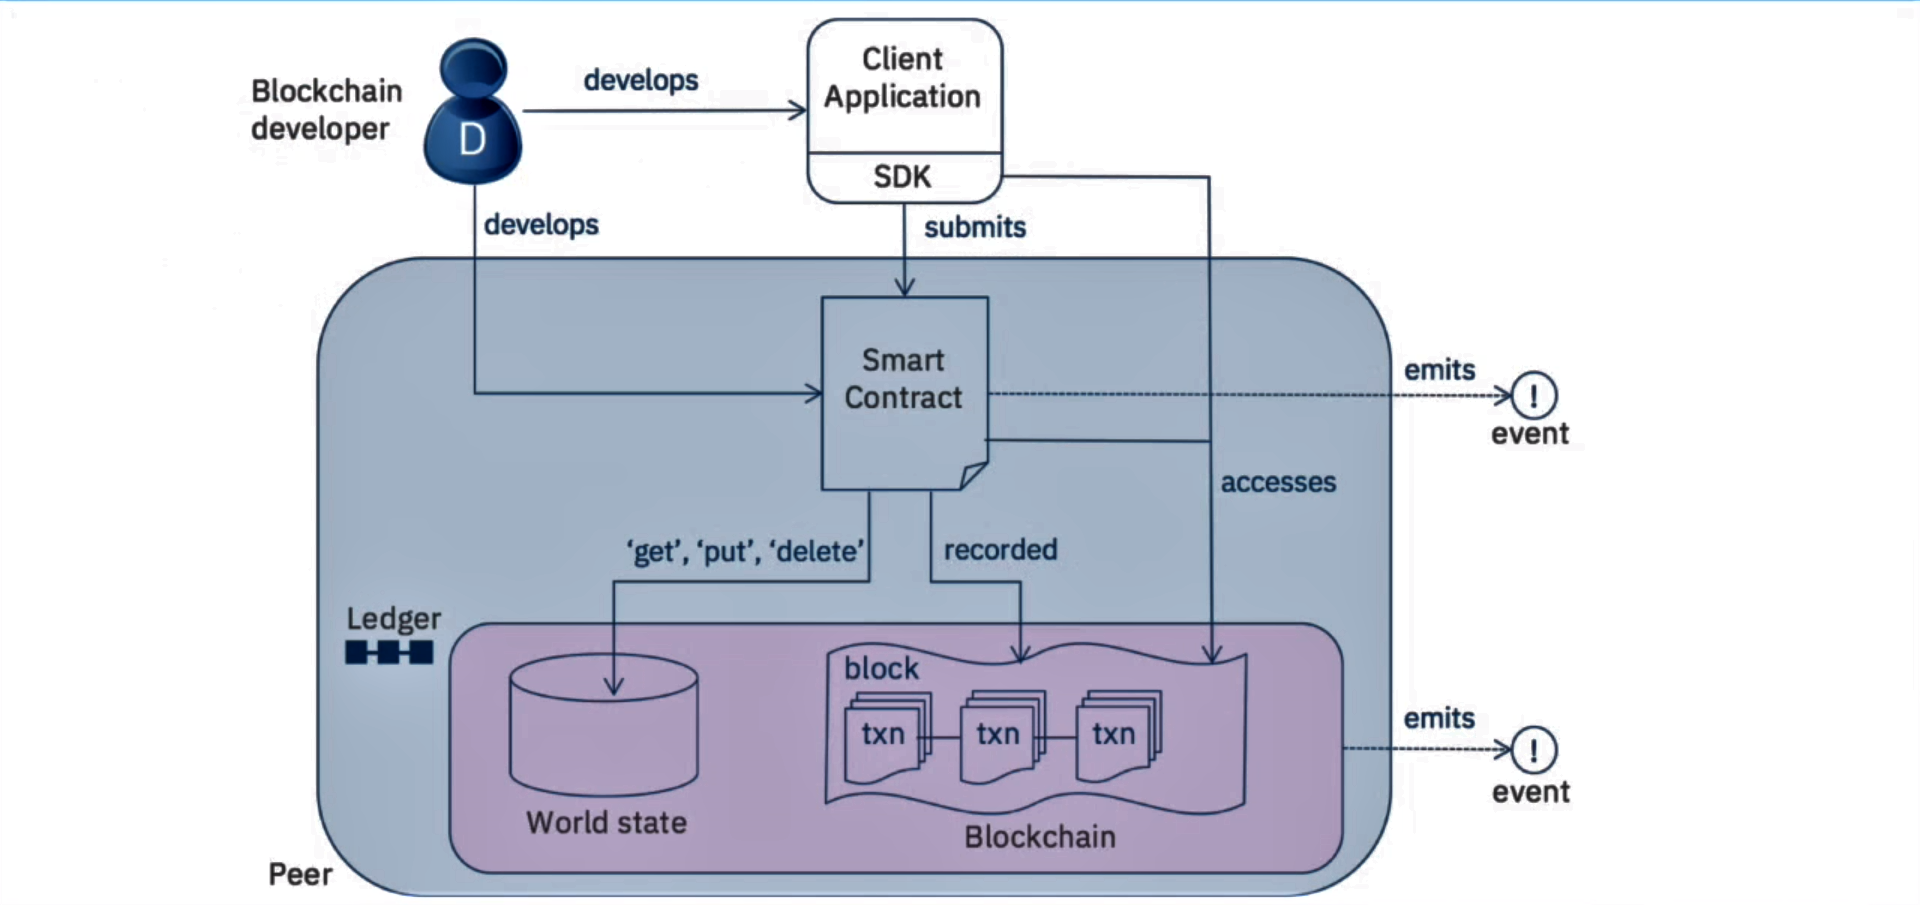 Client
Application
develops
Blockchain
developer
D
SDK
develops
submits
Smart
Contract
emits
!
event
accesses
‘get’, ‘put’, ‘delete’
recorded
Ledger
block
txn
txn
txn
emits
!
event
World state
Blockchain
Peer